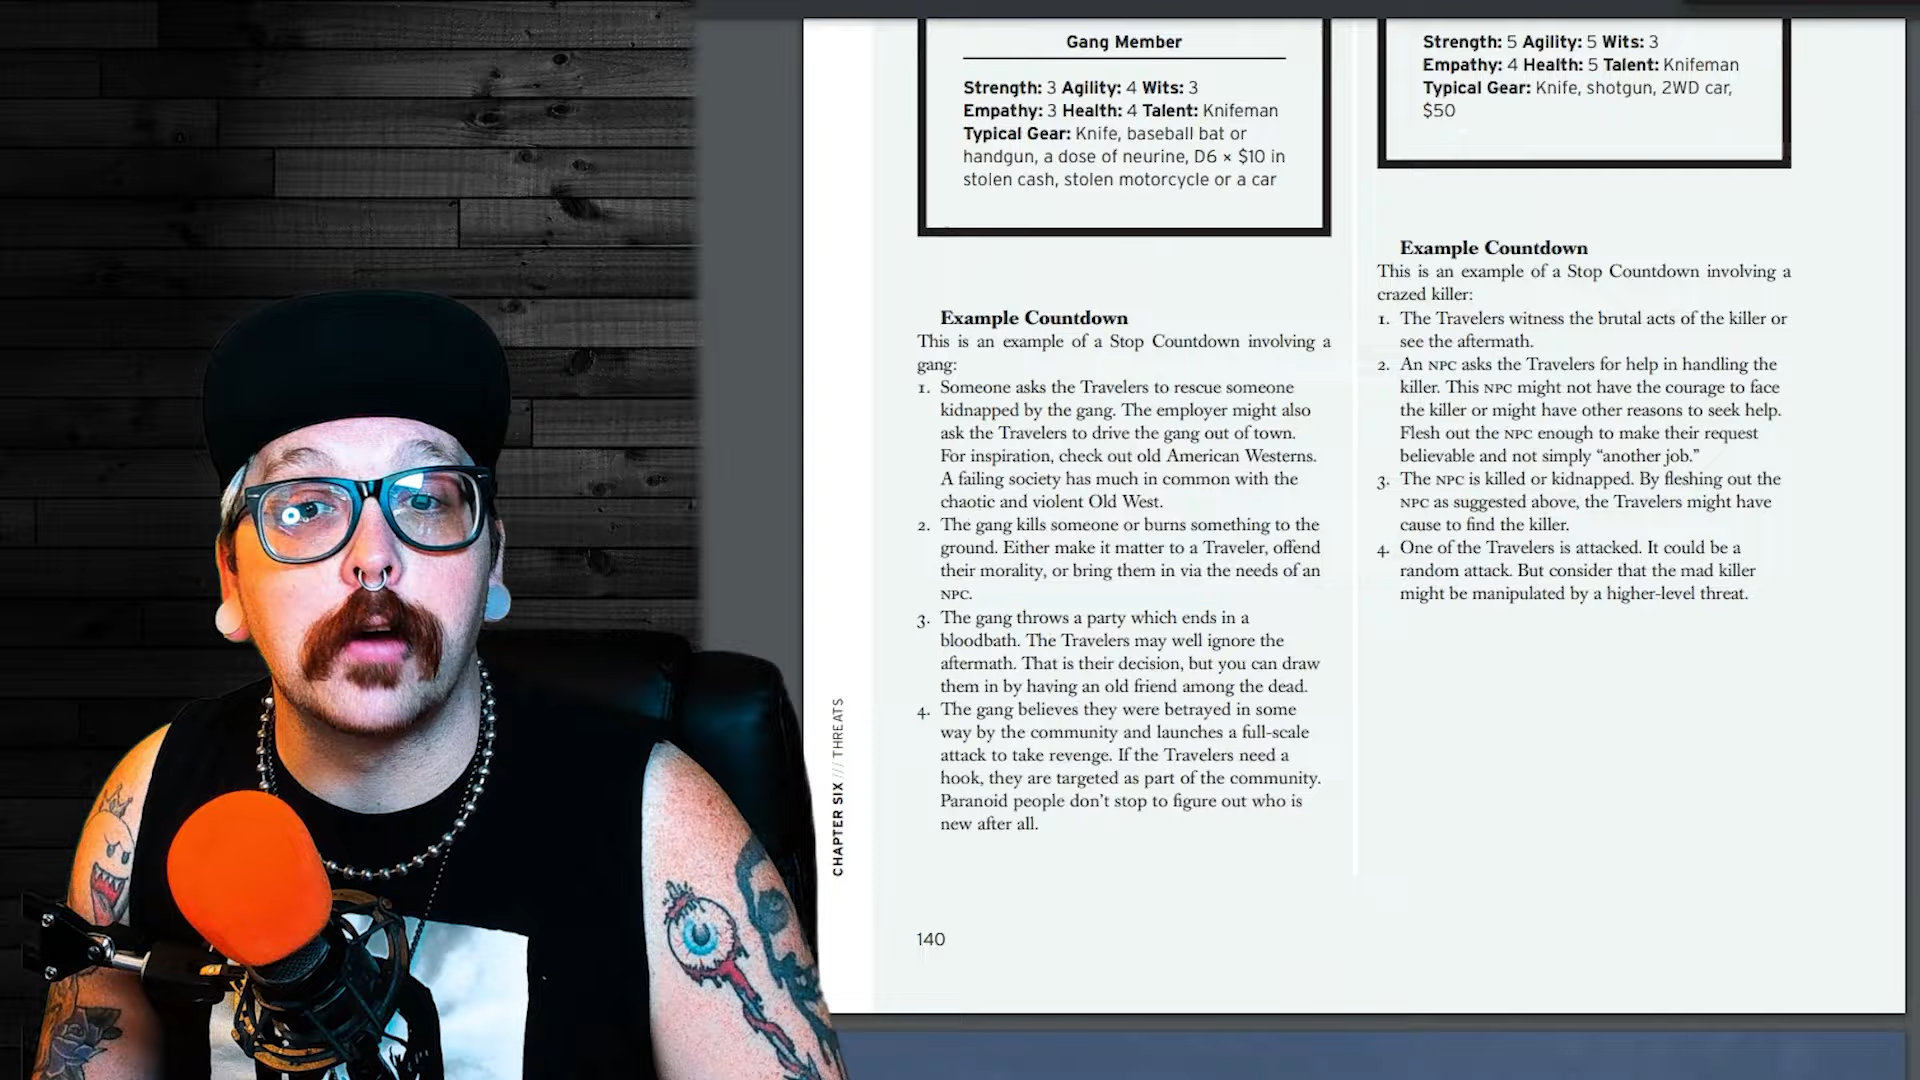 Gang Member
Strength: 3 Agility: 4 Wits: 3
Empathy: 3 Health: 4 Talent: Knifeman
Typical Gear: Knife, baseball bat or
handgun, a dose of neurine, D6 × $10 in
stolen cash, stolen motorcycle or a car
Example Countdown
This is an example of a Stop Countdown involving a
gang:
1. Someone asks the Travelers to rescue someone
kidnapped by the gang. The employer might also
ask the Travelers to drive the gang out of town.
For inspiration, check out old American Westerns.
A failing society has much in common with the
chaotic and violent Old West.
2. The gang kills someone or burns something to the
ground. Either make it matter to a Traveler, offend
their morality, or bring them in via the needs of an
NPC.
3. The gang throws a party which ends in a
bloodbath. The Travelers may well ignore the
aftermath. That is their decision, but you can draw
them in by having an old friend among the dead.
4. The gang believes they were betrayed in some
way by the community and launches a full-scale
attack to take revenge. If the Travelers need a
hook, they are targeted as part of the community.
Paranoid people don't stop to figure out who is
new after all.
Strength: 5 Agility: 5 Wits: 3
Empathy: 4 Health: 5 Talent: Knifeman
Typical Gear: Knife, shotgun, 2WD car,
$50
Example Countdown
This is an example of a Stop Countdown involving a
crazed killer:
1. The Travelers witness the brutal acts of the killer or
see the aftermath.
2. An NPC asks the Travelers for help in handling the
killer. This NPC might not have the courage to face
the killer or might have other reasons to seek help.
Flesh out the NPC enough to make their request
believable and not simply “another job.”
3. The NPC is killed or kidnapped. By fleshing out the
NPC as suggested above, the Travelers might have
cause to find the killer.
4. One of the Travelers is attacked. It could be a
random attack. But consider that the mad killer
might be manipulated by a higher-level threat.
CHAPTER SIX /// THREATS
140